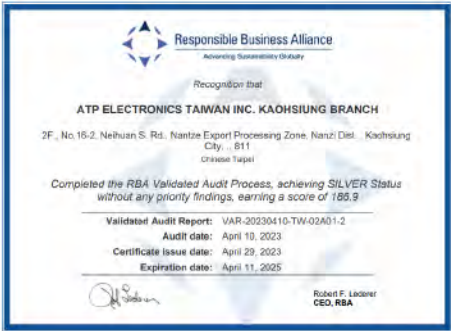 Responsible Business Alliance
Advancing Sustainability Globally
Recognition that
ATP ELECTRONICS TAIWAN INC. KAOHSIUNG BRANCH
2F., No.16-2, Neihuan S. Rd., Nantze Export Processing Zone, Nanzi Dist., Kaohsiung
City, ., 811
Chinese Taipei
Completed the RBA Validated Audit Process, achieving SILVER Status
without any priority findings, earning a score of 186.9
Validated Audit Report: VAR-20230410-TW-02A01-2
Audit date: April 10, 2023
Certificate issue date: April 29, 2023
Expiration date: April 11, 2025
Robert F. Lederer
CEO, RBA